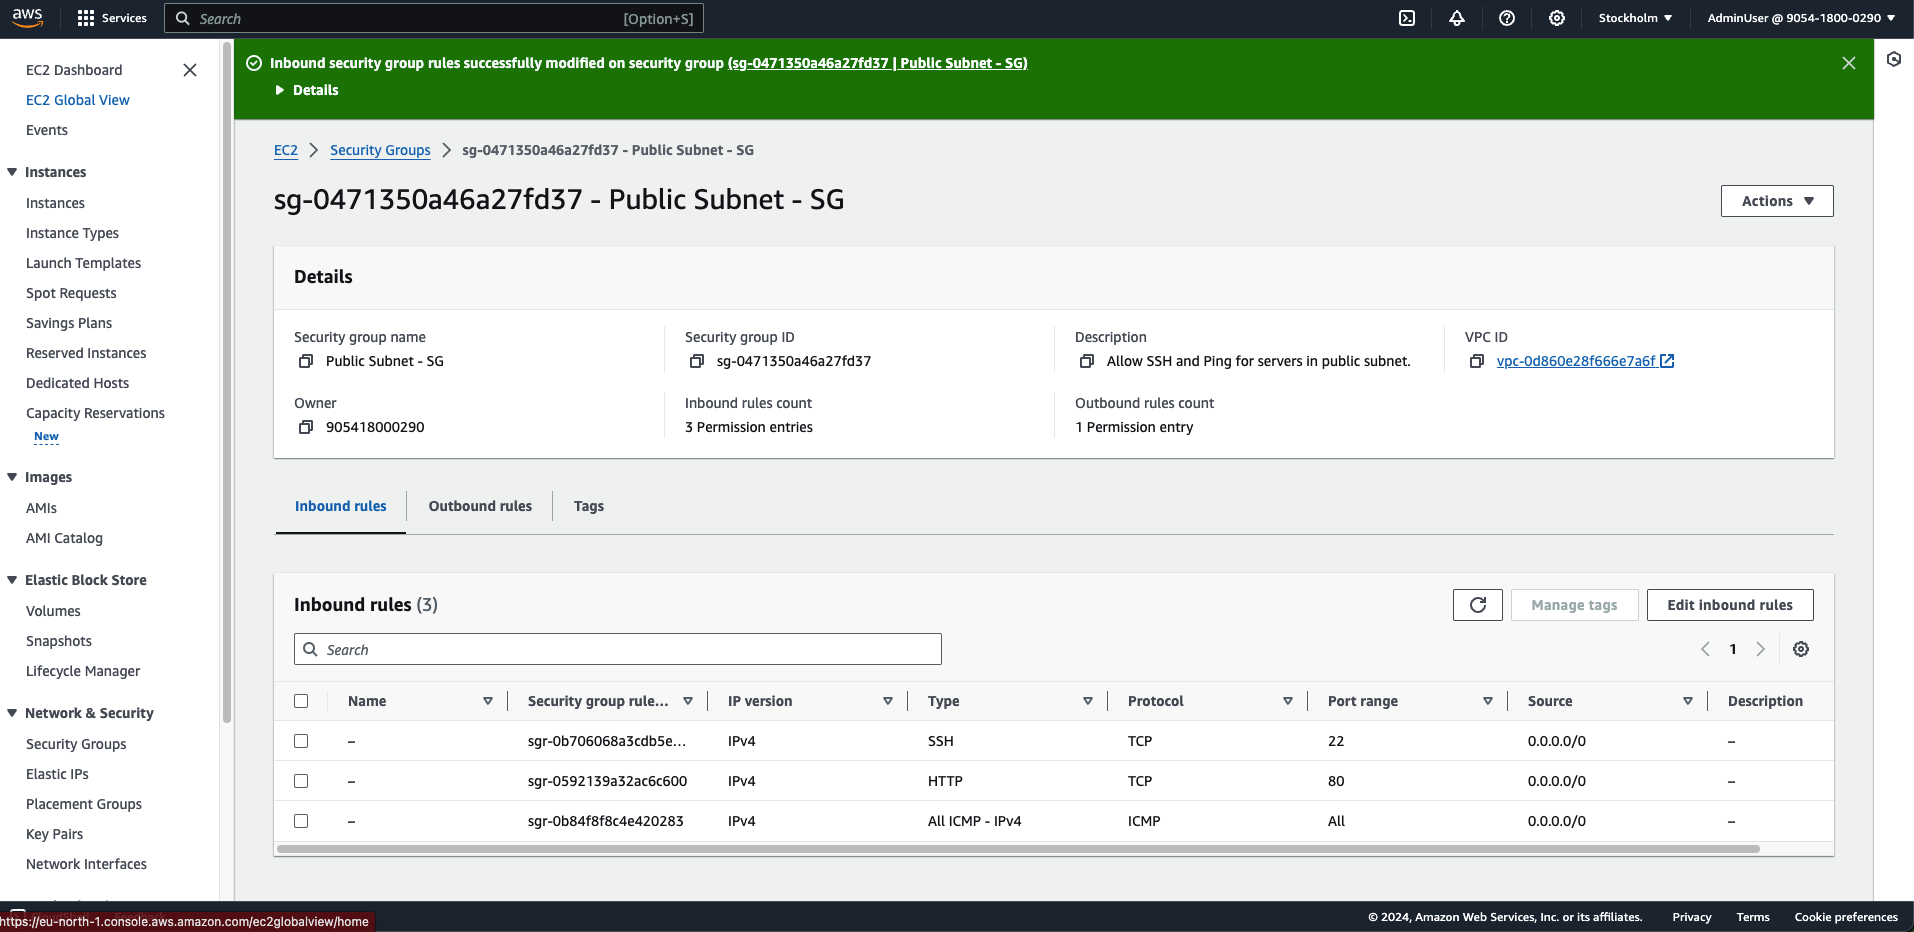 aws
Services
Search
[Option+S]
Stockholm
AdminUser @ 9054-1800-0290
EC2 Dashboard
EC2 Global View
Events
Instances
Instances
Instance Types
Launch Templates
Spot Requests
Savings Plans
Reserved Instances
Dedicated Hosts
Capacity Reservations
New
Images
AMIs
AMI Catalog
Elastic Block Store
Volumes
Snapshots
Lifecycle Manager
Network & Security
Security Groups
Elastic IPs
Placement Groups
Key Pairs
Network Interfaces
https://eu-north-1.console.aws.amazon.com/ec2globalview/home
Inbound security group rules successfully modified on security group (sg-0471350a46a27fd37 | Public Subnet - SG)
Details
EC2 Security Groups sg-0471350a46a27fd37 - Public Subnet - SG
sg-0471350a46a27fd37 - Public Subnet - SG
Actions
Details
Security group name
Public Subnet - SG
Security group ID
sg-0471350a46a27fd37
Description
Allow SSH and Ping for servers in public subnet.
VPC ID
vpc-0d860e28f666e7a6f
Owner
905418000290
Inbound rules count
3 Permission entries
Outbound rules count
1 Permission entry
Inbound rules
Outbound rules
Tags
Inbound rules (3)
Manage tags
Edit inbound rules
Search
1
Name Security group rule... IP version Type Protocol Port range Source Description
– sgr-0b706068a3cdb5e... IPv4 SSH TCP 22 0.0.0.0/0 –
– sgr-0592139a32ac6c600 IPv4 HTTP TCP 80 0.0.0.0/0 –
– sgr-0b84f8f8c4e420283 IPv4 All ICMP - IPv4 ICMP All 0.0.0.0/0 –
© 2024, Amazon Web Services, Inc. or its affiliates.
Privacy
Terms
Cookie preferences